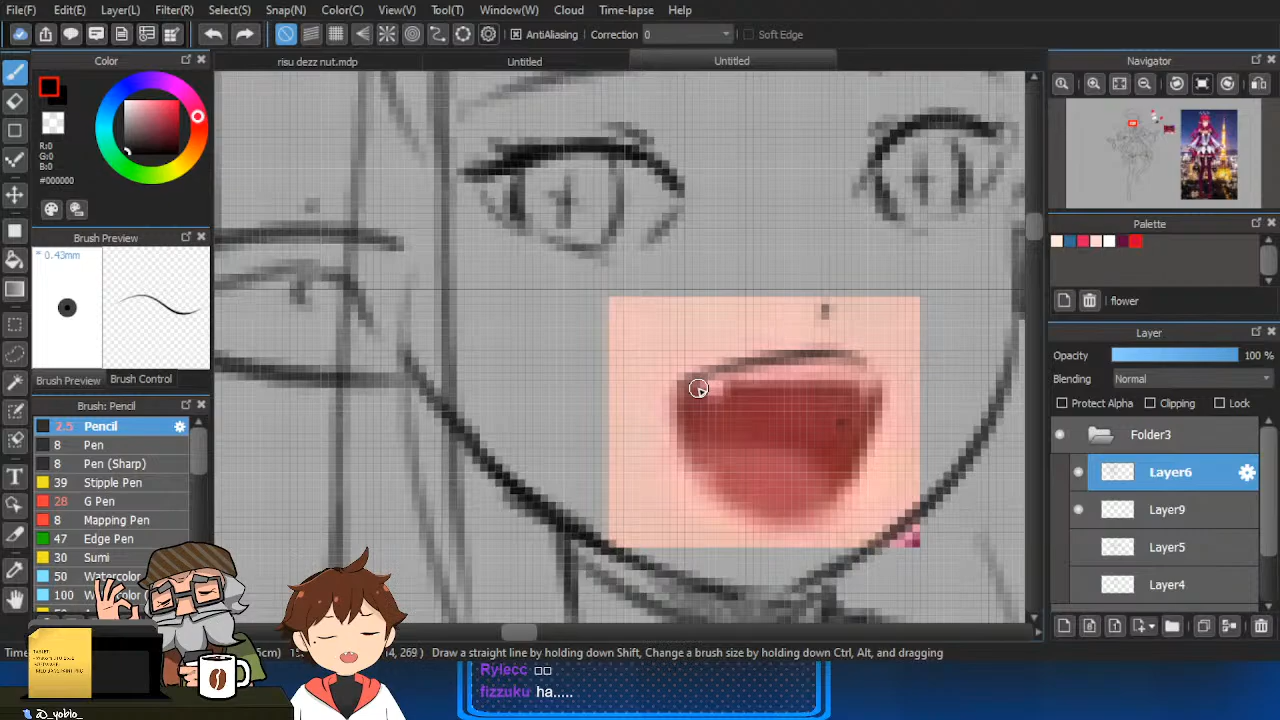 File(F) Edit(E) Layer(L) Filter(R) Select(S) Snap(N) Color(C) View(V) Tool(T) Window(W) Cloud Time-lapse Help
AntiAliasing Correction 0 Soft Edge
Color
risu dezz nut.mdp Untitled Untitled
Navigator
R:0
G:0
B:0
#000000
Brush Preview
0.43mm
Palette
flower
Layer
Opacity 100 %
Blending Normal
Protect Alpha Clipping Lock
Brush Preview Brush Control
Brush: Pencil
2.5 Pencil
8 Pen
8 Pen (Sharp)
39 Stipple Pen
28 G Pen
8 Mapping Pen
47 Edge Pen
30 Sumi
50 Watercolor
100
Folder3
Layer6
Layer9
Layer5
Layer4
Draw a straight line by holding down Shift, Change a brush size by holding down Ctrl, Alt, and dragging
Rylecc □□
fizzuku ha.....